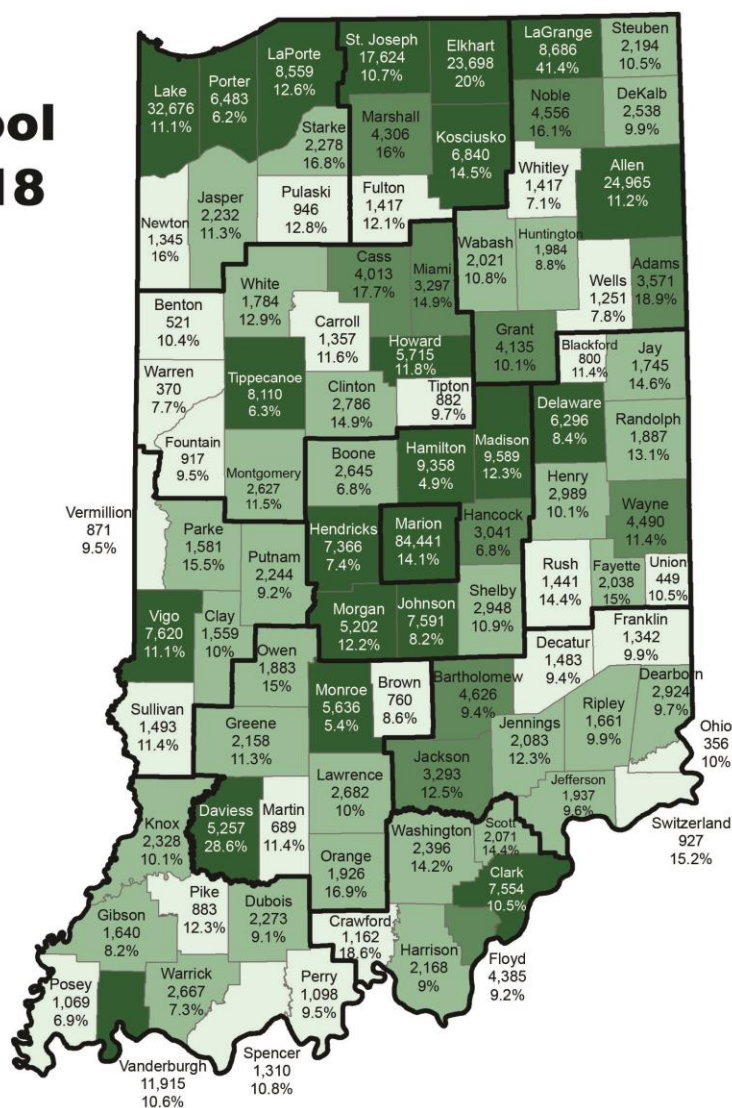 ool
18
Lake
32,676
11.1%
Porter
6,483
6.2%
LaPorte
8,559
12.6%
St. Joseph
17,624
10.7%
Elkhart
23,698
20%
LaGrange
8,686
41.4%
Steuben
2,194
10.5%
Noble
4,556
16.1%
DeKalb
2,538
9.9%
Starke
2,278
16.8%
Marshall
4,306
16%
Kosciusko
6,840
14.5%
Whitley
1,417
7.1%
Allen
24,965
11.2%
Newton
1,345
16%
Jasper
2,232
11.3%
Pulaski
946
12.8%
Fulton
1,417
12.1%
Wabash
2,021
10.8%
Huntington
1,984
8.8%
Wells
1,251
7.8%
Adams
3,571
18.9%
Benton
521
10.4%
White
1,784
12.9%
Cass
4,013
17.7%
Miami
3,297
14.9%
Carroll
1,357
11.6%
Howard
5,715
11.8%
Grant
4,135
10.1%
Blackford
800
11.4%
Jay
1,745
14.6%
Warren
370
7.7%
Tippecanoe
8,110
6.3%
Clinton
2,786
14.9%
Tipton
882
9.7%
Delaware
6,296
8.4%
Randolph
1,887
13.1%
Fountain
917
9.5%
Montgomery
2,627
11.5%
Boone
2,645
6.8%
Hamilton
9,358
4.9%
Madison
9,589
12.3%
Henry
2,989
10.1%
Wayne
4,490
11.4%
Vermillion
871
9.5%
Parke
1,581
15.5%
Putnam
2,244
9.2%
Hendricks
7,366
7.4%
Marion
84,441
14.1%
Hancock
3,041
6.8%
Rush
1,441
14.4%
Fayette
2,038
15%
Union
449
10.5%
Vigo
7,620
11.1%
Clay
1,559
10%
Owen
1,883
15%
Morgan
5,202
12.2%
Johnson
7,591
8.2%
Shelby
2,948
10.9%
Decatur
1,483
9.4%
Franklin
1,342
9.9%
Sullivan
1,493
11.4%
Greene
2,158
11.3%
Monroe
5,636
5.4%
Brown
760
8.6%
Bartholomew
4,626
9.4%
Jennings
2,083
12.3%
Ripley
1,661
9.9%
Dearborn
2,924
9.7%
Ohio
356
10%
Knox
2,328
10.1%
Daviess
5,257
28.6%
Martin
689
11.4%
Lawrence
2,682
10%
Jackson
3,293
12.5%
Jefferson
1,937
9.6%
Switzerland
927
15.2%
Gibson
1,640
8.2%
Pike
883
12.3%
Dubois
2,273
9.1%
Orange
1,926
16.9%
Washington
2,396
14.2%
Scott
2,071
14.4%
Clark
7,554
10.5%
Posey
1,069
6.9%
Warrick
2,667
7.3%
Perry
1,098
9.5%
Crawford
1,162
18.6%
Harrison
2,168
9%
Floyd
4,385
9.2%
Vanderburgh
11,915
10.6%
Spencer
1,310
10.8%